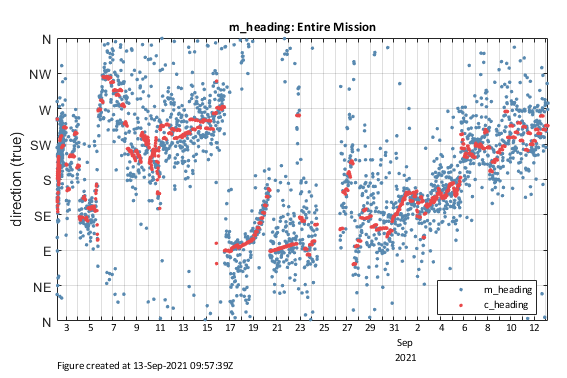 m_heading: Entire Mission
direction (true)
N
NW
W
SW
S
SE
E
NE
N
m_heading
c_heading
3 5 7 9 11 13 15 17 19 21 23 25 27 29 31 2 4 6 8 10 12
Sep
2021
Figure created at 13-Sep-2021 09:57:39Z